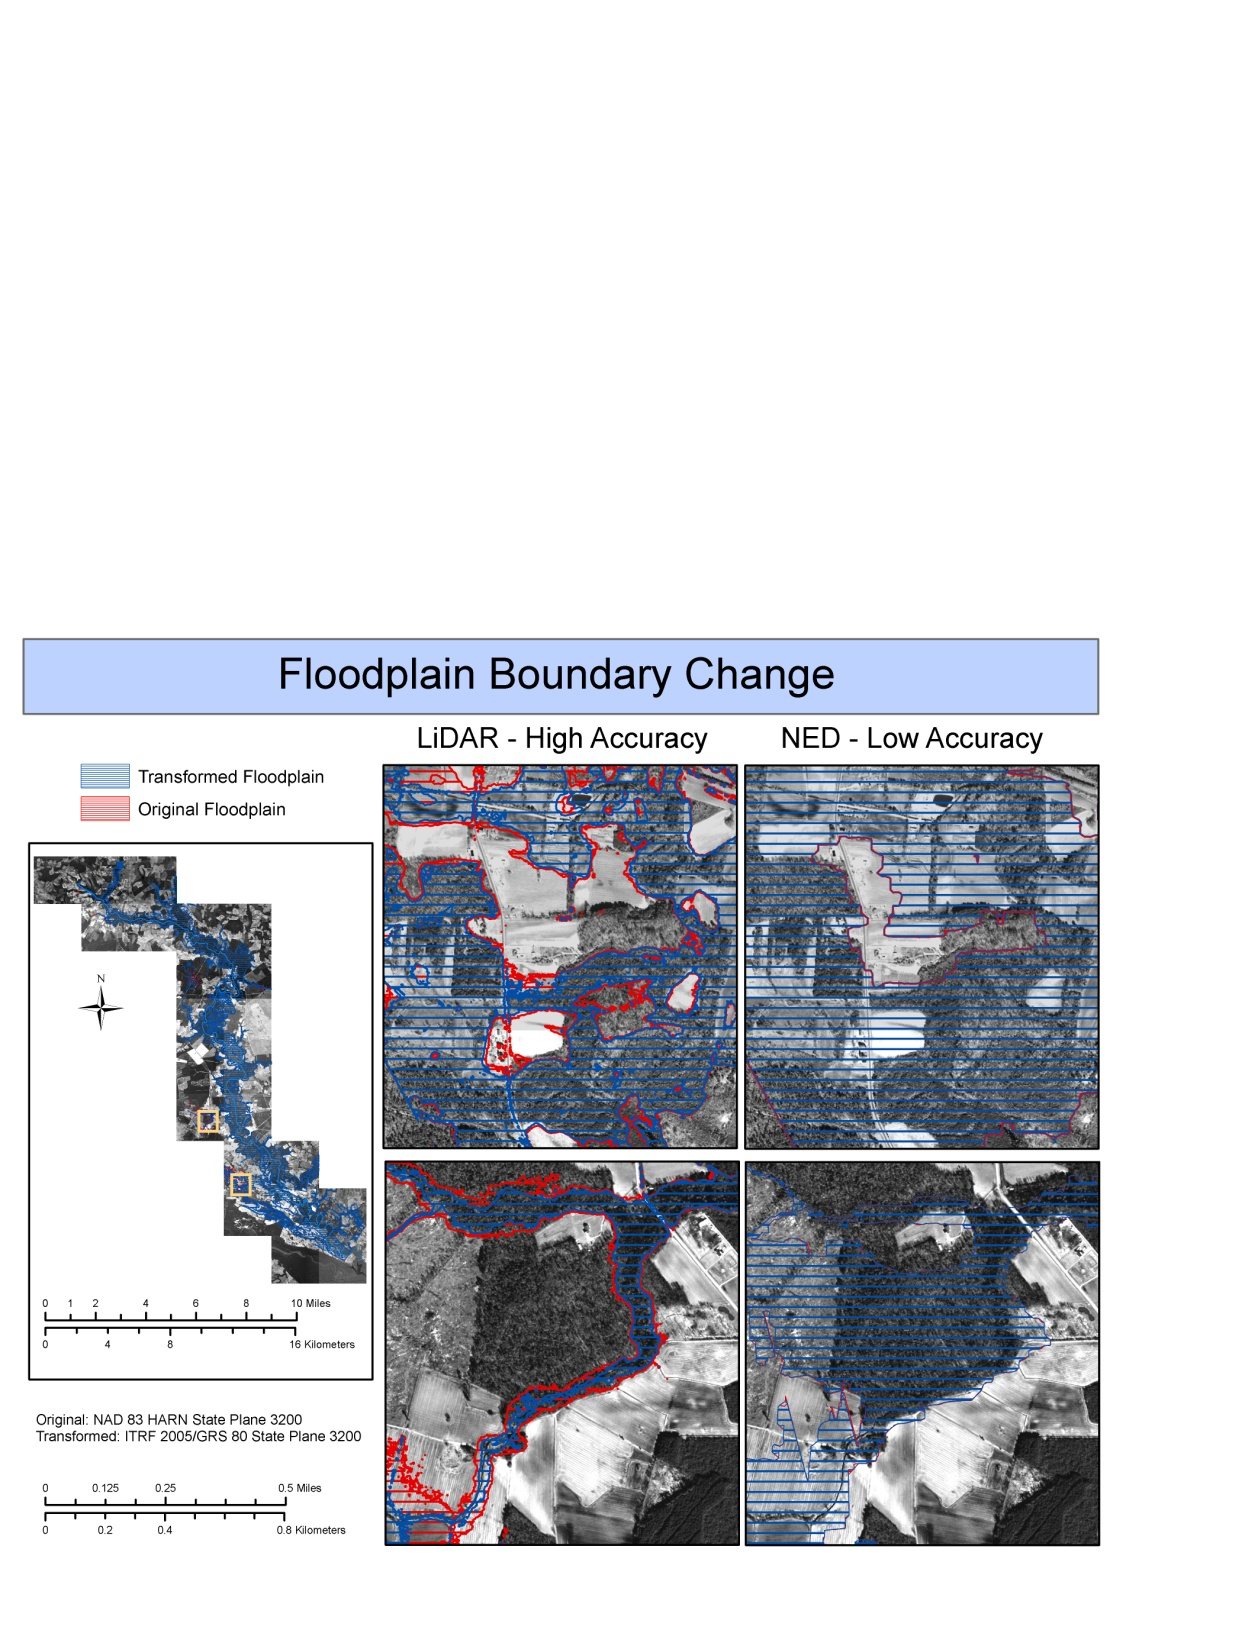 Floodplain Boundary Change
LiDAR - High Accuracy
NED - Low Accuracy
Transformed Floodplain
Original Floodplain
N
0 1 2 4 6 8 10 Miles
0 4 8 16 Kilometers
Original: NAD 83 HARN State Plane 3200
Transformed: ITRF 2005/GRS 80 State Plane 3200
0 0.125 0.25 0.5 Miles
0 0.2 0.4 0.8 Kilometers